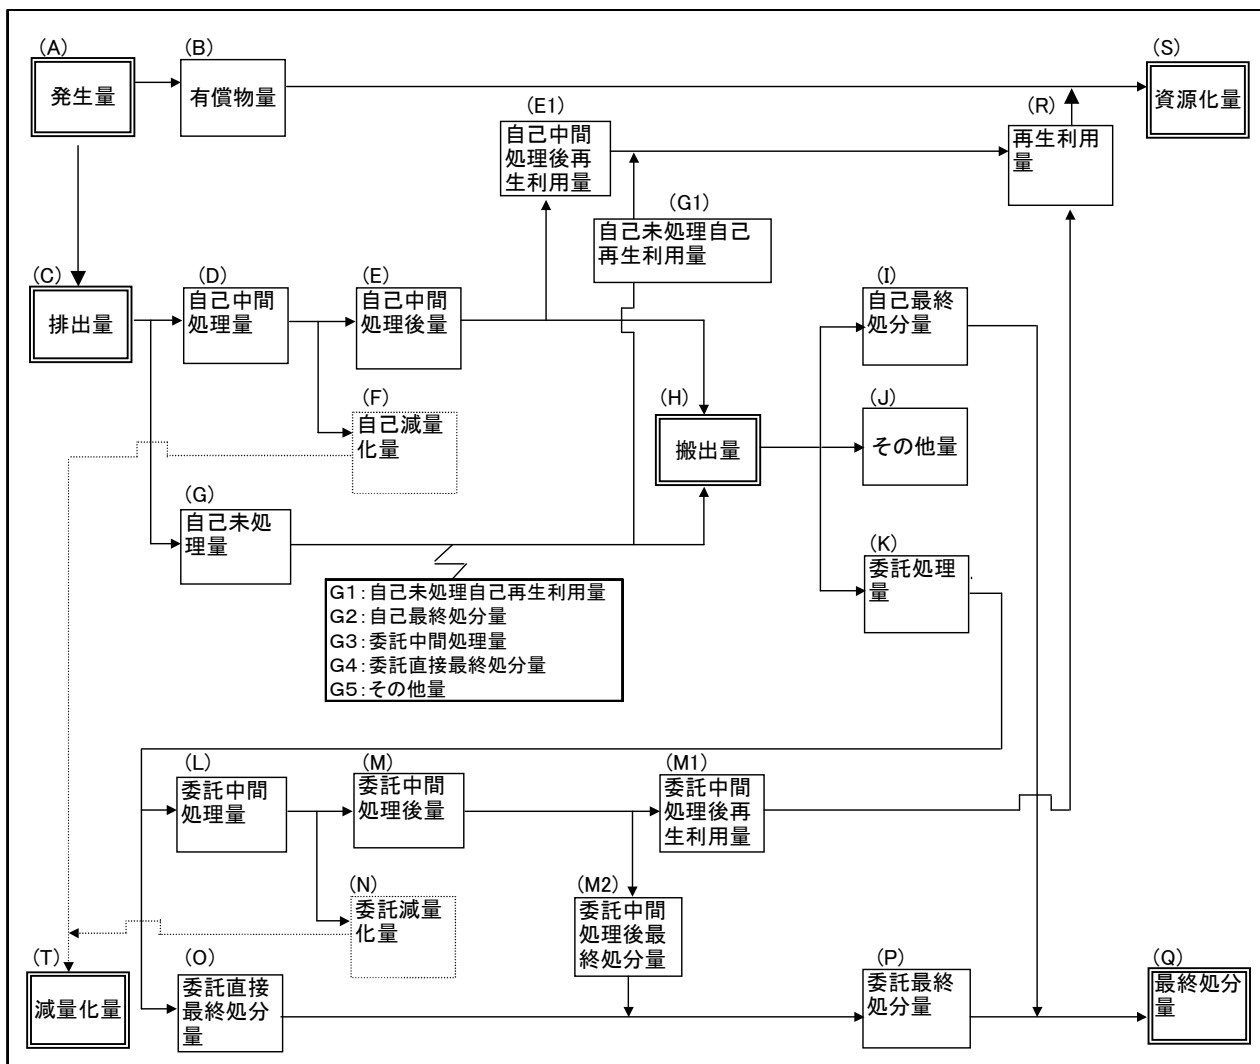 (A)
発生量
(B)
有償物量
(S)
資源化量
(E1)
自己中間
処理後再
生利用量
(R)
再生利用
量
(G1)
自己未処理自己
再生利用量
(C)
排出量
(D)
自己中間
処理量
(E)
自己中間
処理後量
(I)
自己最終
処分量
(F)
自己減量
化量
(H)
搬出量
(J)
その他量
(G)
自己未処
理量
(K)
委託処理
量
G1:自己未処理自己再生利用量
G2:自己最終処分量
G3:委託中間処理量
G4:委託直接最終処分量
G5:その他量
(L)
委託中間
処理量
(M)
委託中間
処理後量
(M1)
委託中間
処理後再
生利用量
(N)
委託減量
化量
(M2)
委託中間
処理後最
終処分量
(T)
減量化量
(O)
委託直接
最終処分
量
(P)
委託最終
処分量
(Q)
最終処分
量